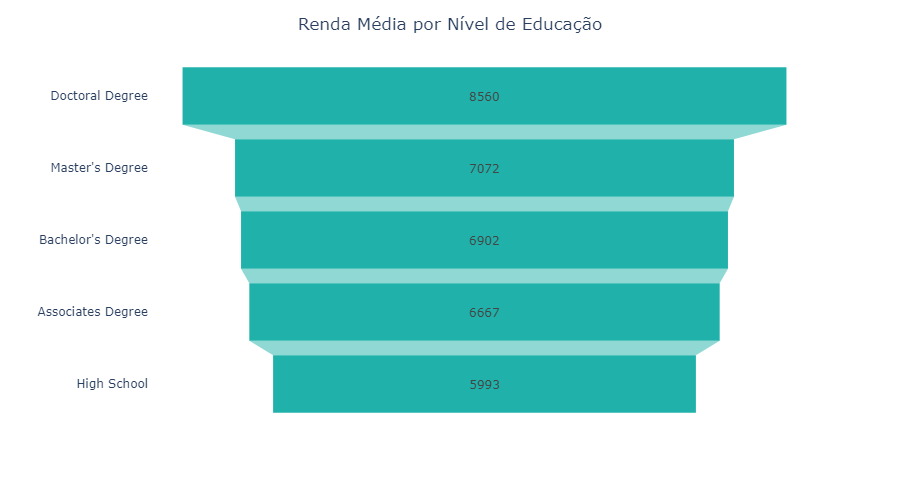 Renda Média por Nível de Educação
Doctoral Degree 8560
Master's Degree 7072
Bachelor's Degree 6902
Associates Degree 6667
High School 5993